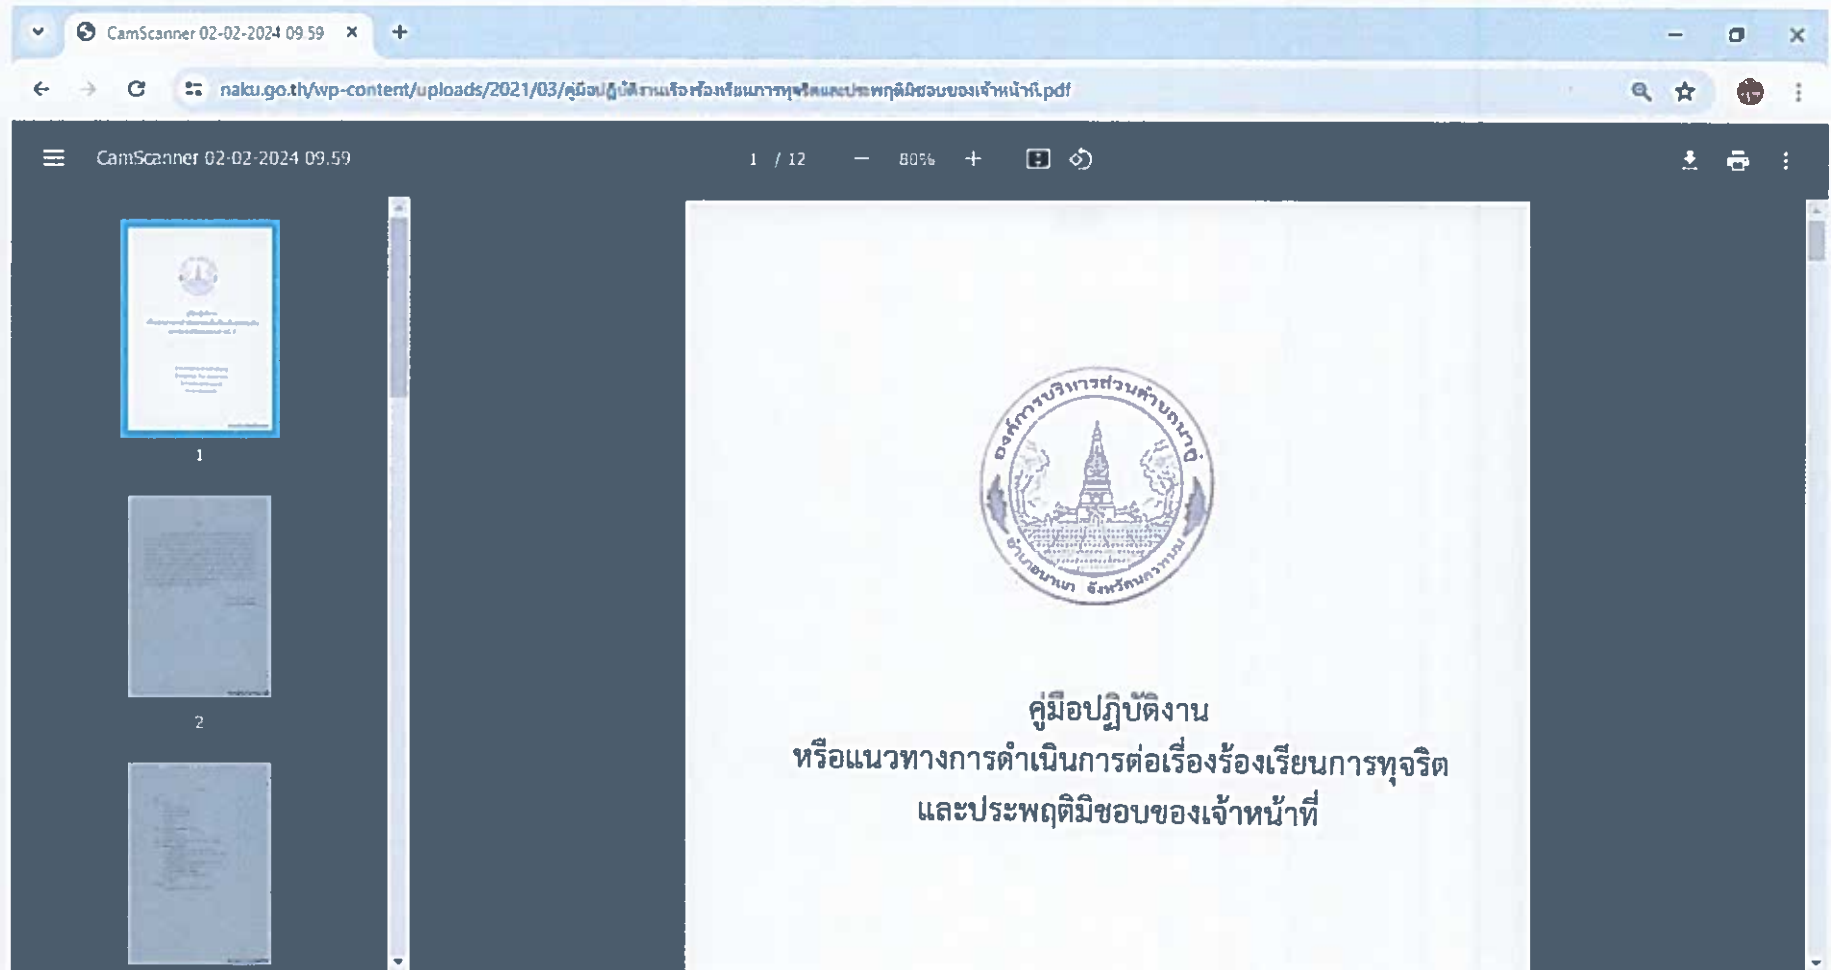 CamScanner 02-02-2024 09.59
naku.go.th/wp-content/uploads/2021/03/คู่มือปฏิบัติงานเรื่องร้องเรียนการทุจริตและประพฤติมิชอบของเจ้าหน้าที่.pdf
CamScanner 02-02-2024 09.59
1 / 12
80%
1
2
องค์การบริหารส่วนตำบลนาคู่
อำเภอนาแก จังหวัดนครพนม
คู่มือปฏิบัติงาน
หรือแนวทางการดำเนินการต่อเรื่องร้องเรียนการทุจริต
และประพฤติมิชอบของเจ้าหน้าที่